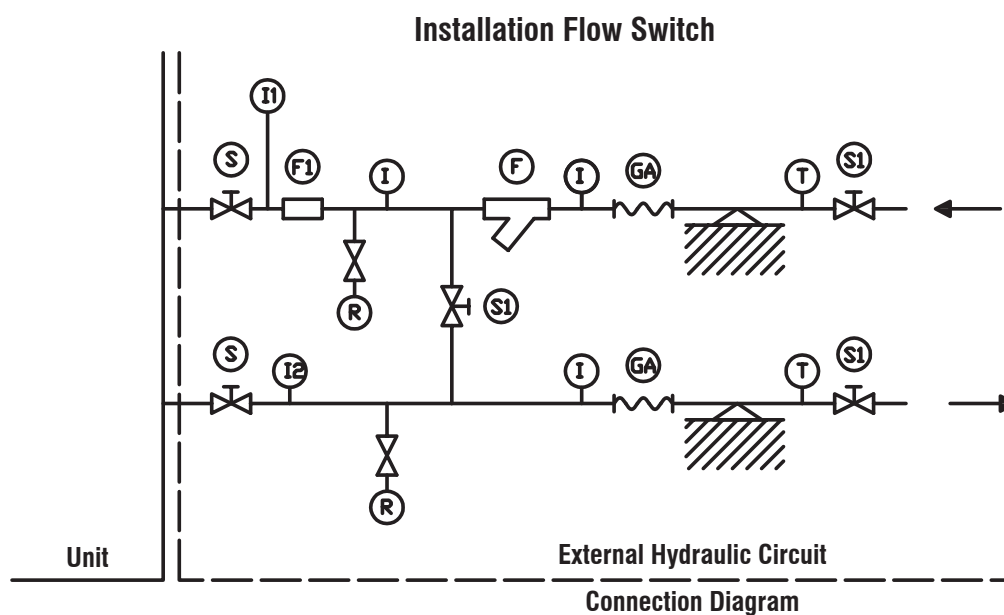 Installation Flow Switch
I1
S
F1
I
F
I
GA
T
S1
R
S1
S
I2
I
GA
T
S1
R
Unit
External Hydraulic Circuit
Connection Diagram